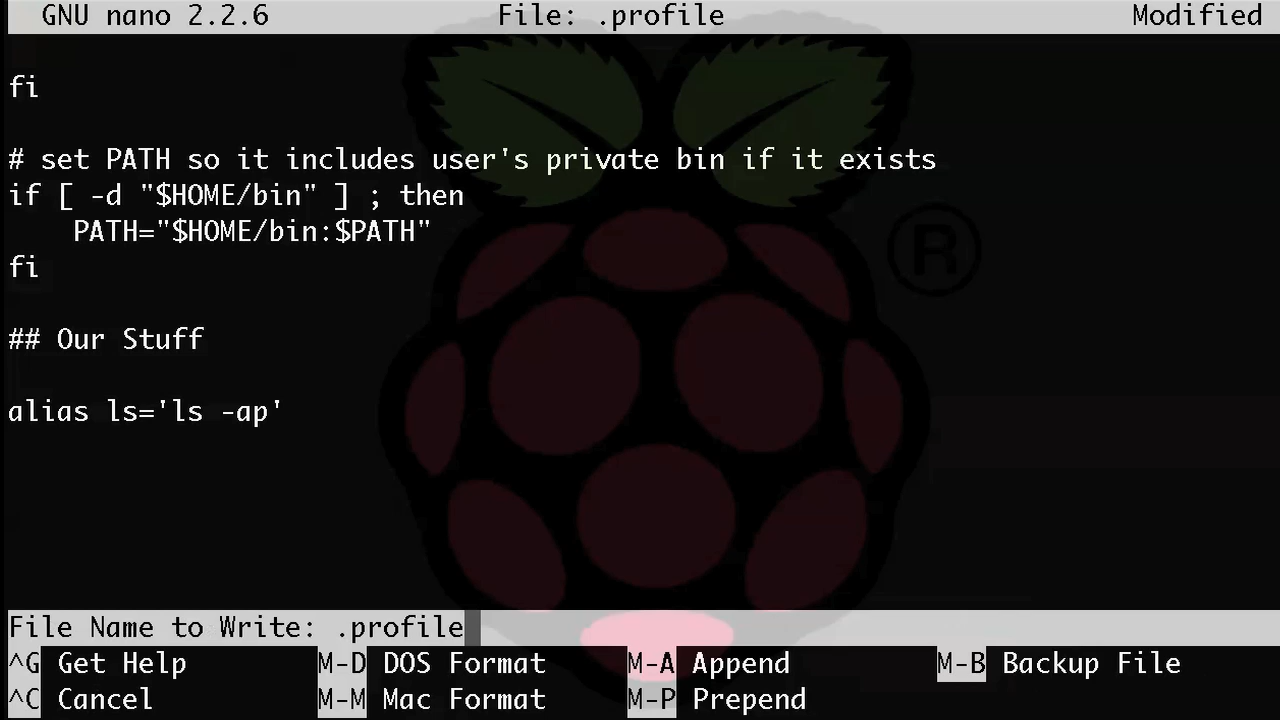 GNU nano 2.2.6 File: .profile Modified
fi
# set PATH so it includes user's private bin if it exists
if [ -d "$HOME/bin" ] ; then
    PATH="$HOME/bin:$PATH"
fi
## Our Stuff
alias ls='ls -ap'
®
File Name to Write: .profile
^G Get Help M-D DOS Format M-A Append M-B Backup File
^C Cancel M-M Mac Format M-P Prepend